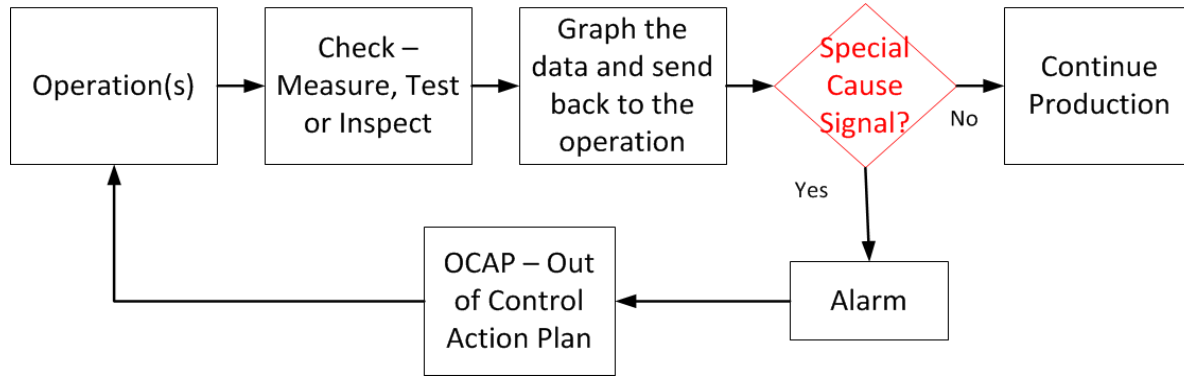 Operation(s)
Check –
Measure, Test
or Inspect
Graph the
data and send
back to the
operation
Special
Cause
Signal?
No
Continue
Production
Yes
Alarm
OCAP – Out
of Control
Action Plan